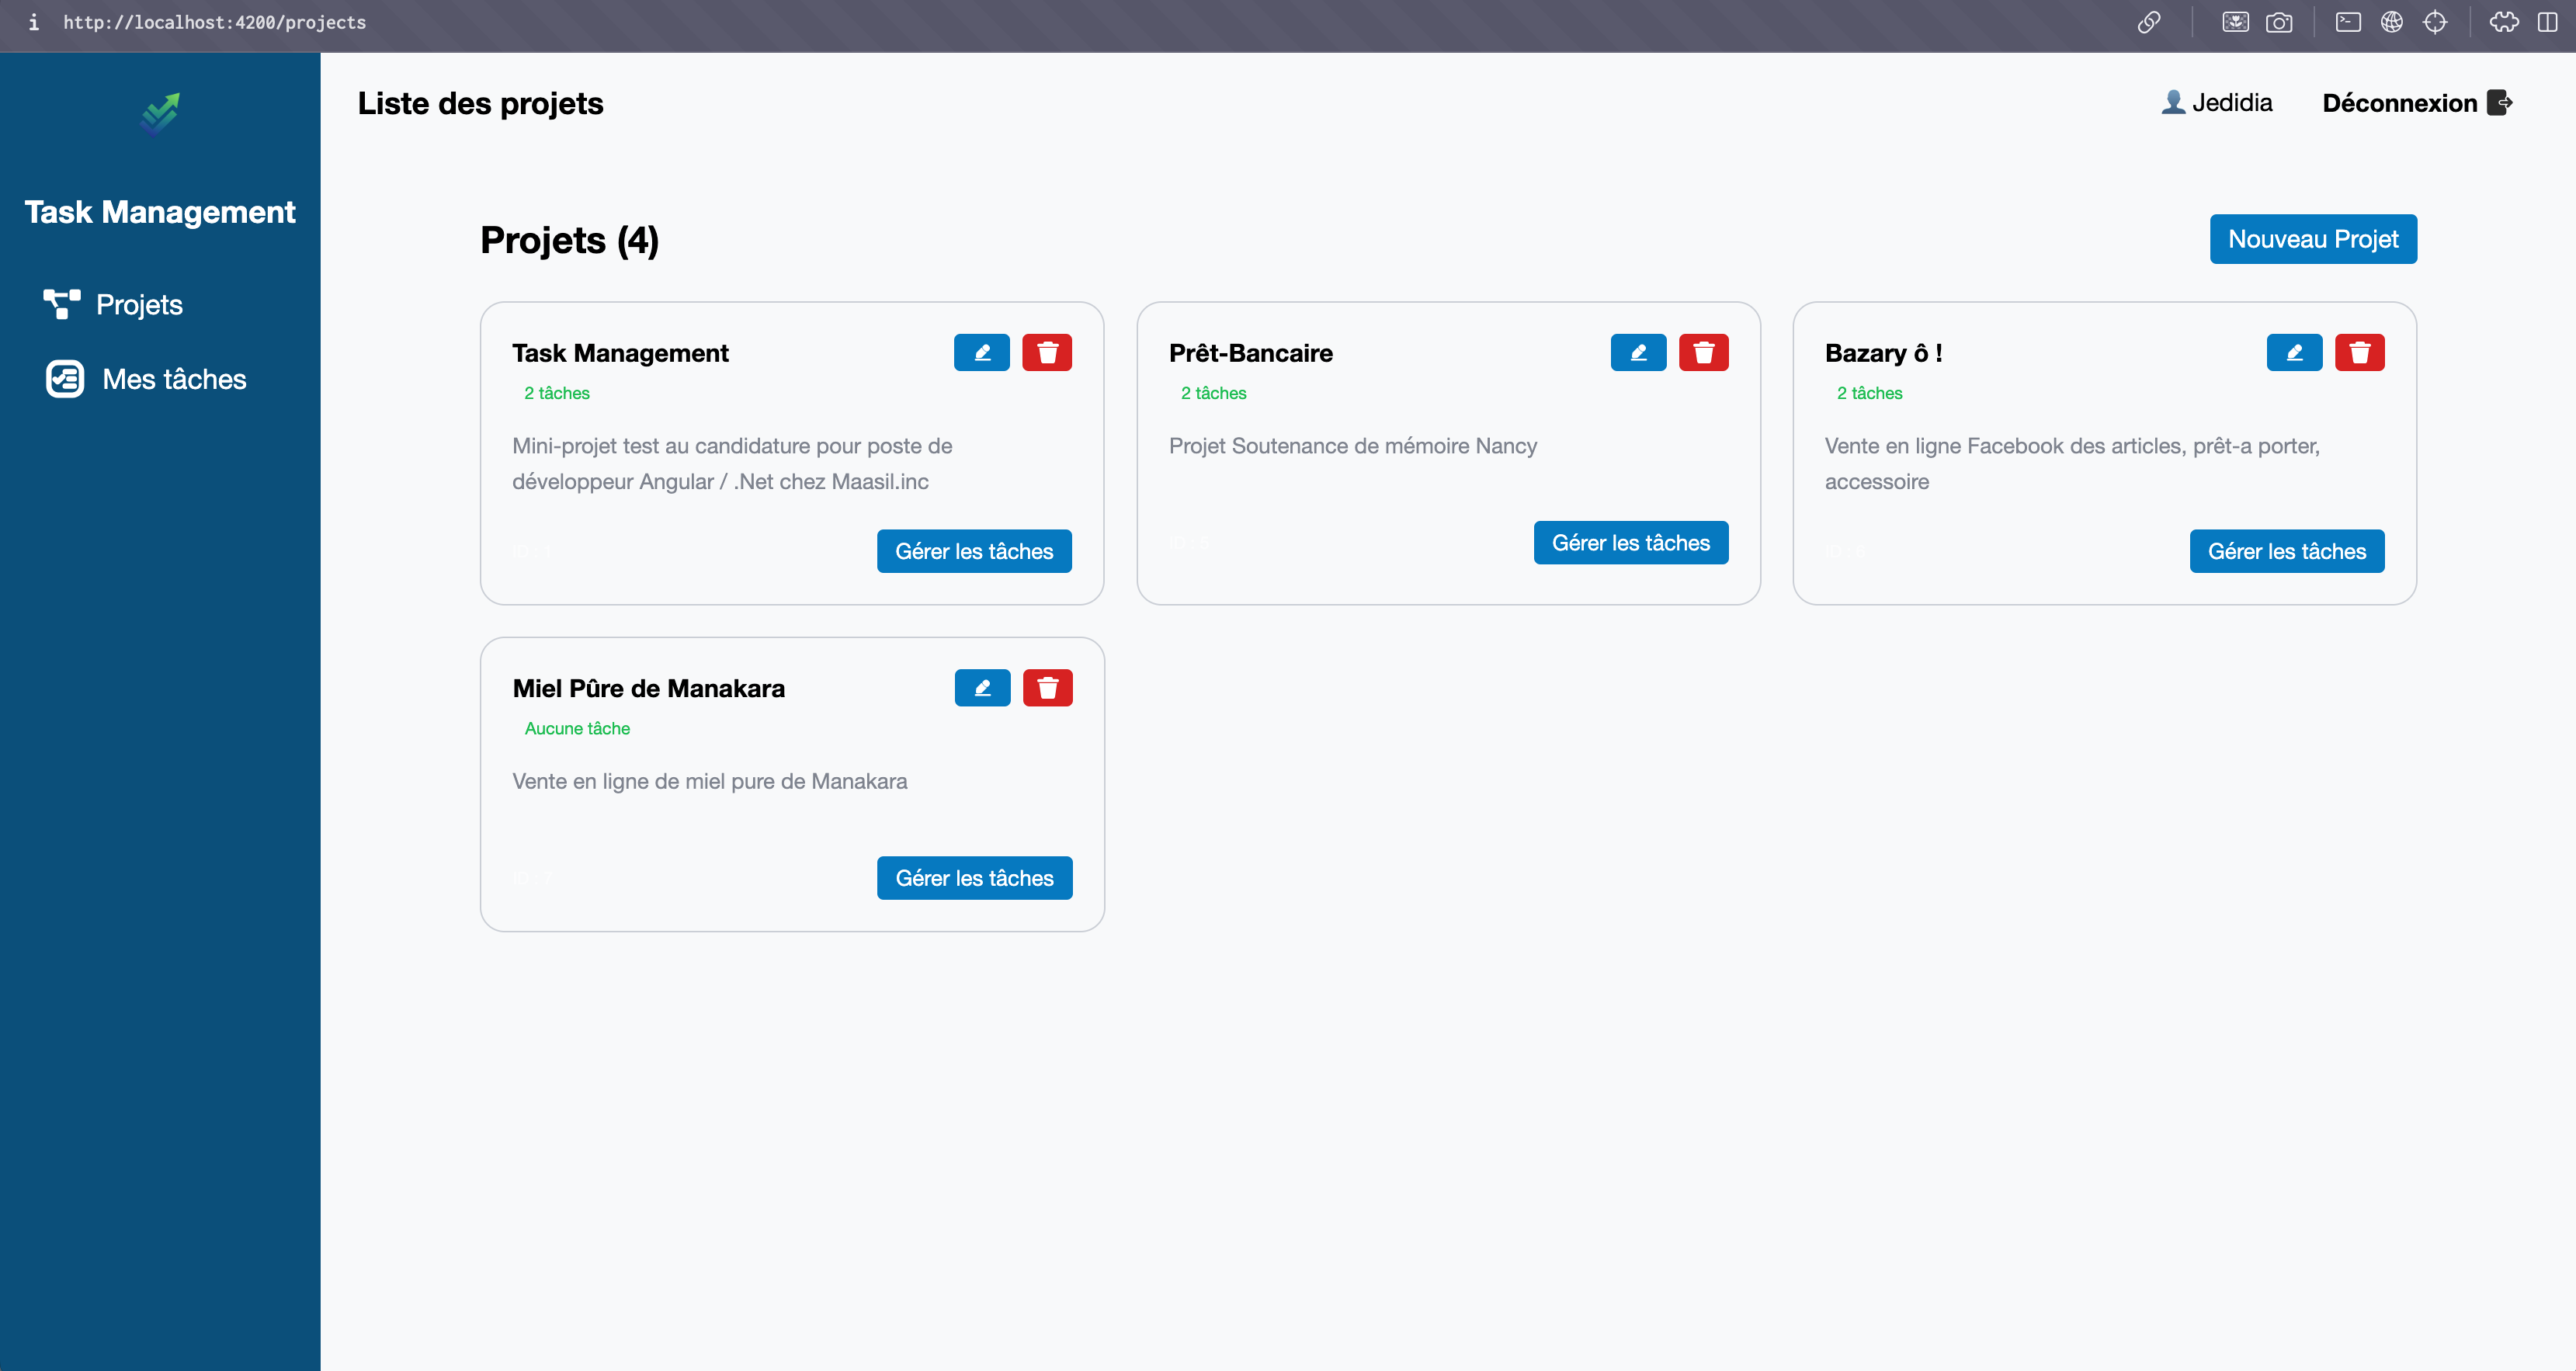 http://localhost:4200/projects
Task Management
Projets
Mes tâches
Liste des projets
Jedidia
Déconnexion
Projets (4)
Nouveau Projet
Task Management
2 tâches
Mini-projet test au candidature pour poste de
développeur Angular / .Net chez Maasil.inc
Gérer les tâches
Prêt-Bancaire
2 tâches
Projet Soutenance de mémoire Nancy
Gérer les tâches
Bazary ô !
2 tâches
Vente en ligne Facebook des articles, prêt-a porter,
accessoire
Gérer les tâches
Miel Pûre de Manakara
Aucune tâche
Vente en ligne de miel pure de Manakara
Gérer les tâches